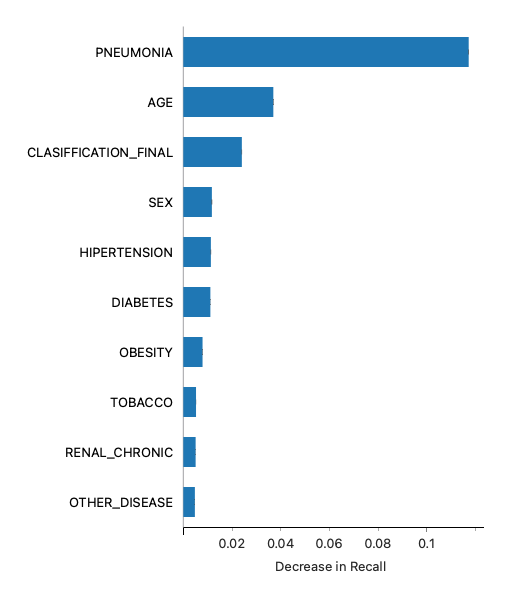 PNEUMONIA
AGE
CLASIFFICATION_FINAL
SEX
HIPERTENSION
DIABETES
OBESITY
TOBACCO
RENAL_CHRONIC
OTHER_DISEASE
0.02 0.04 0.06 0.08 0.1
Decrease in Recall